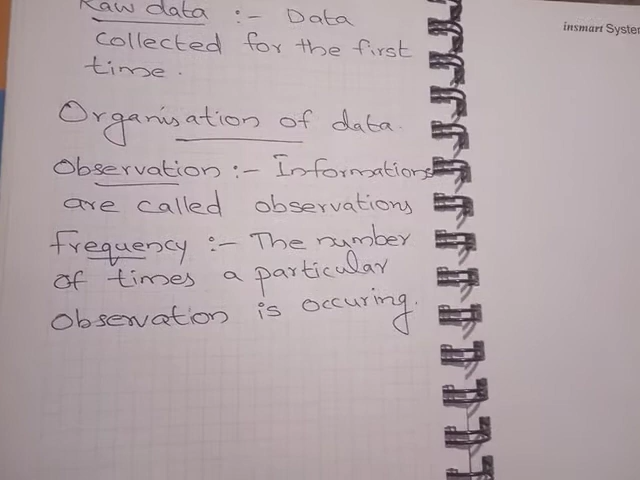 Raw data :- Data
collected for the first
time.
Organisation of data.
Observation :- Informations
are called observations
Frequency :- The number
of times a particular
observation is occuring.
insmart System